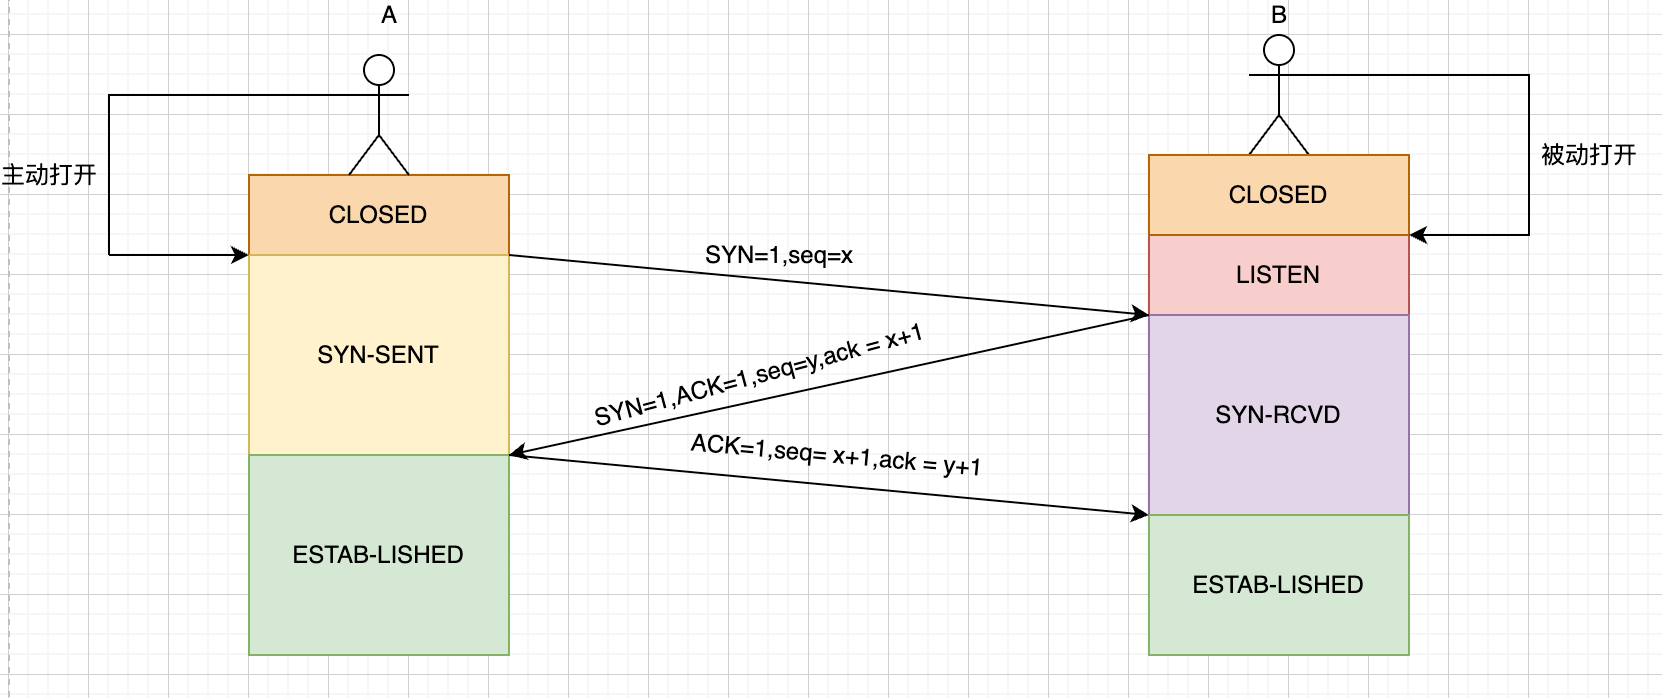 A
B
主动打开
被动打开
CLOSED
CLOSED
SYN=1,seq=x
LISTEN
SYN-SENT
SYN=1,ACK=1,seq=y,ack = x+1
SYN-RCVD
ACK=1,seq= x+1,ack = y+1
ESTAB-LISHED
ESTAB-LISHED